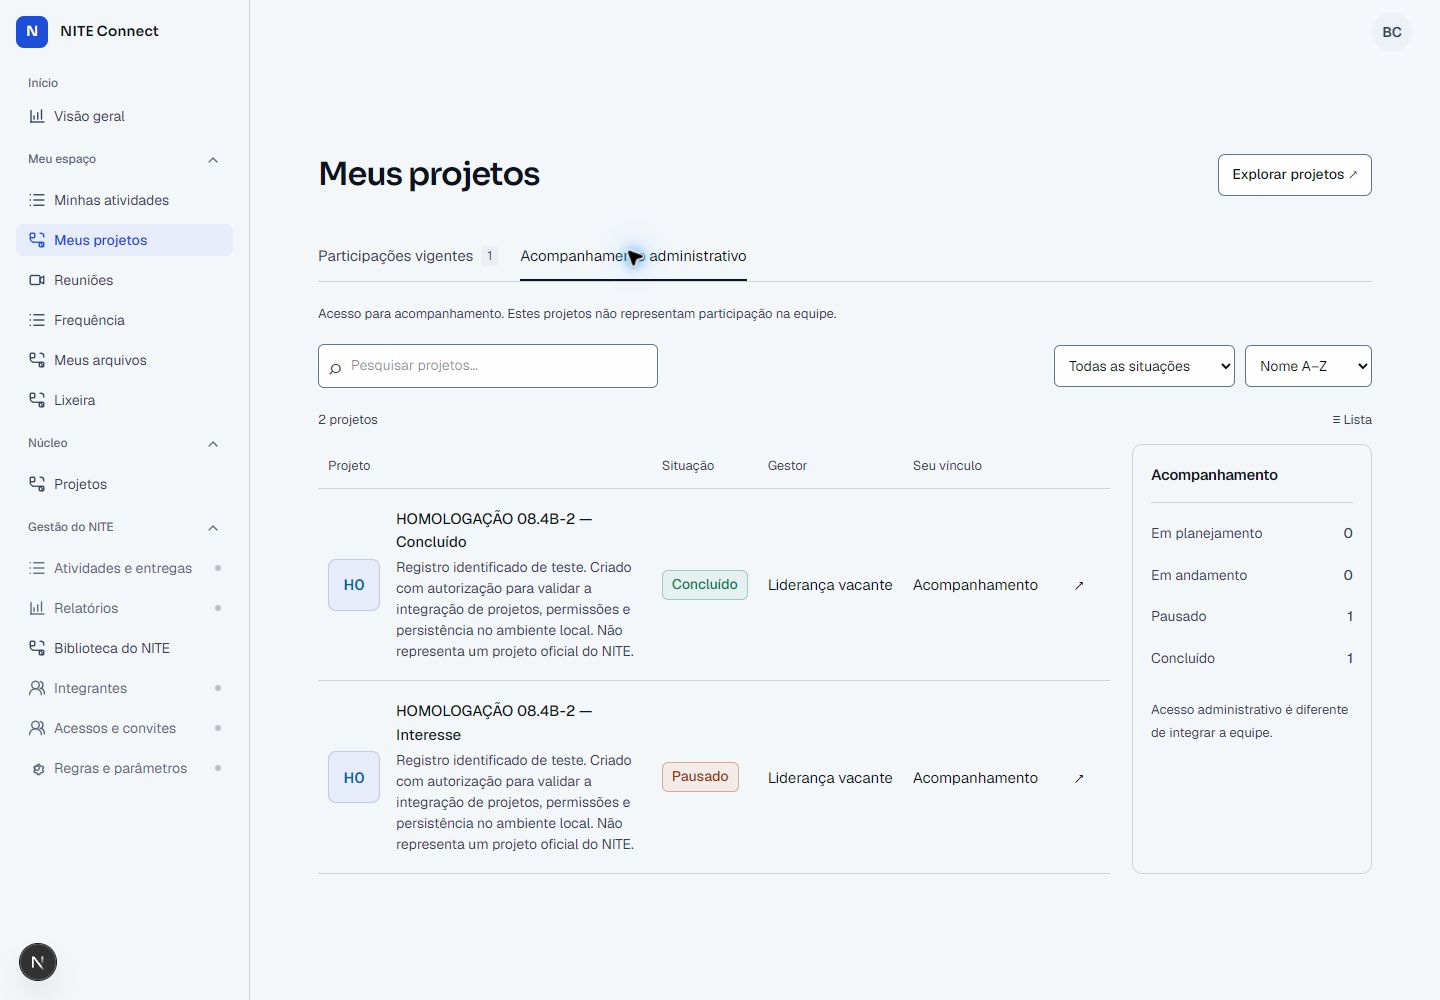 N NITE Connect
BC
Início
Visão geral
Meu espaço
Minhas atividades
Meus projetos
Reuniões
Frequência
Meus arquivos
Lixeira
Núcleo
Projetos
Gestão do NITE
Atividades e entregas
Relatórios
Biblioteca do NITE
Integrantes
Acessos e convites
Regras e parâmetros
N
Meus projetos
Explorar projetos ↗
Participações vigentes 1
Acompanhamento administrativo
Acesso para acompanhamento. Estes projetos não representam participação na equipe.
Pesquisar projetos...
Todas as situações
Nome A–Z
2 projetos
Lista
Projeto Situação Gestor Seu vínculo
HOMOLOGAÇÃO 08.4B-2 —
Concluído
Registro identificado de teste. Criado
com autorização para validar a
integração de projetos, permissões e
persistência no ambiente local. Não
representa um projeto oficial do NITE.
HO
Concluído
Liderança vacante
Acompanhamento
↗
HOMOLOGAÇÃO 08.4B-2 —
Interesse
Registro identificado de teste. Criado
com autorização para validar a
integração de projetos, permissões e
persistência no ambiente local. Não
representa um projeto oficial do NITE.
HO
Pausado
Liderança vacante
Acompanhamento
↗
Acompanhamento
Em planejamento 0
Em andamento 0
Pausado 1
Concluído 1
Acesso administrativo é diferente
de integrar a equipe.